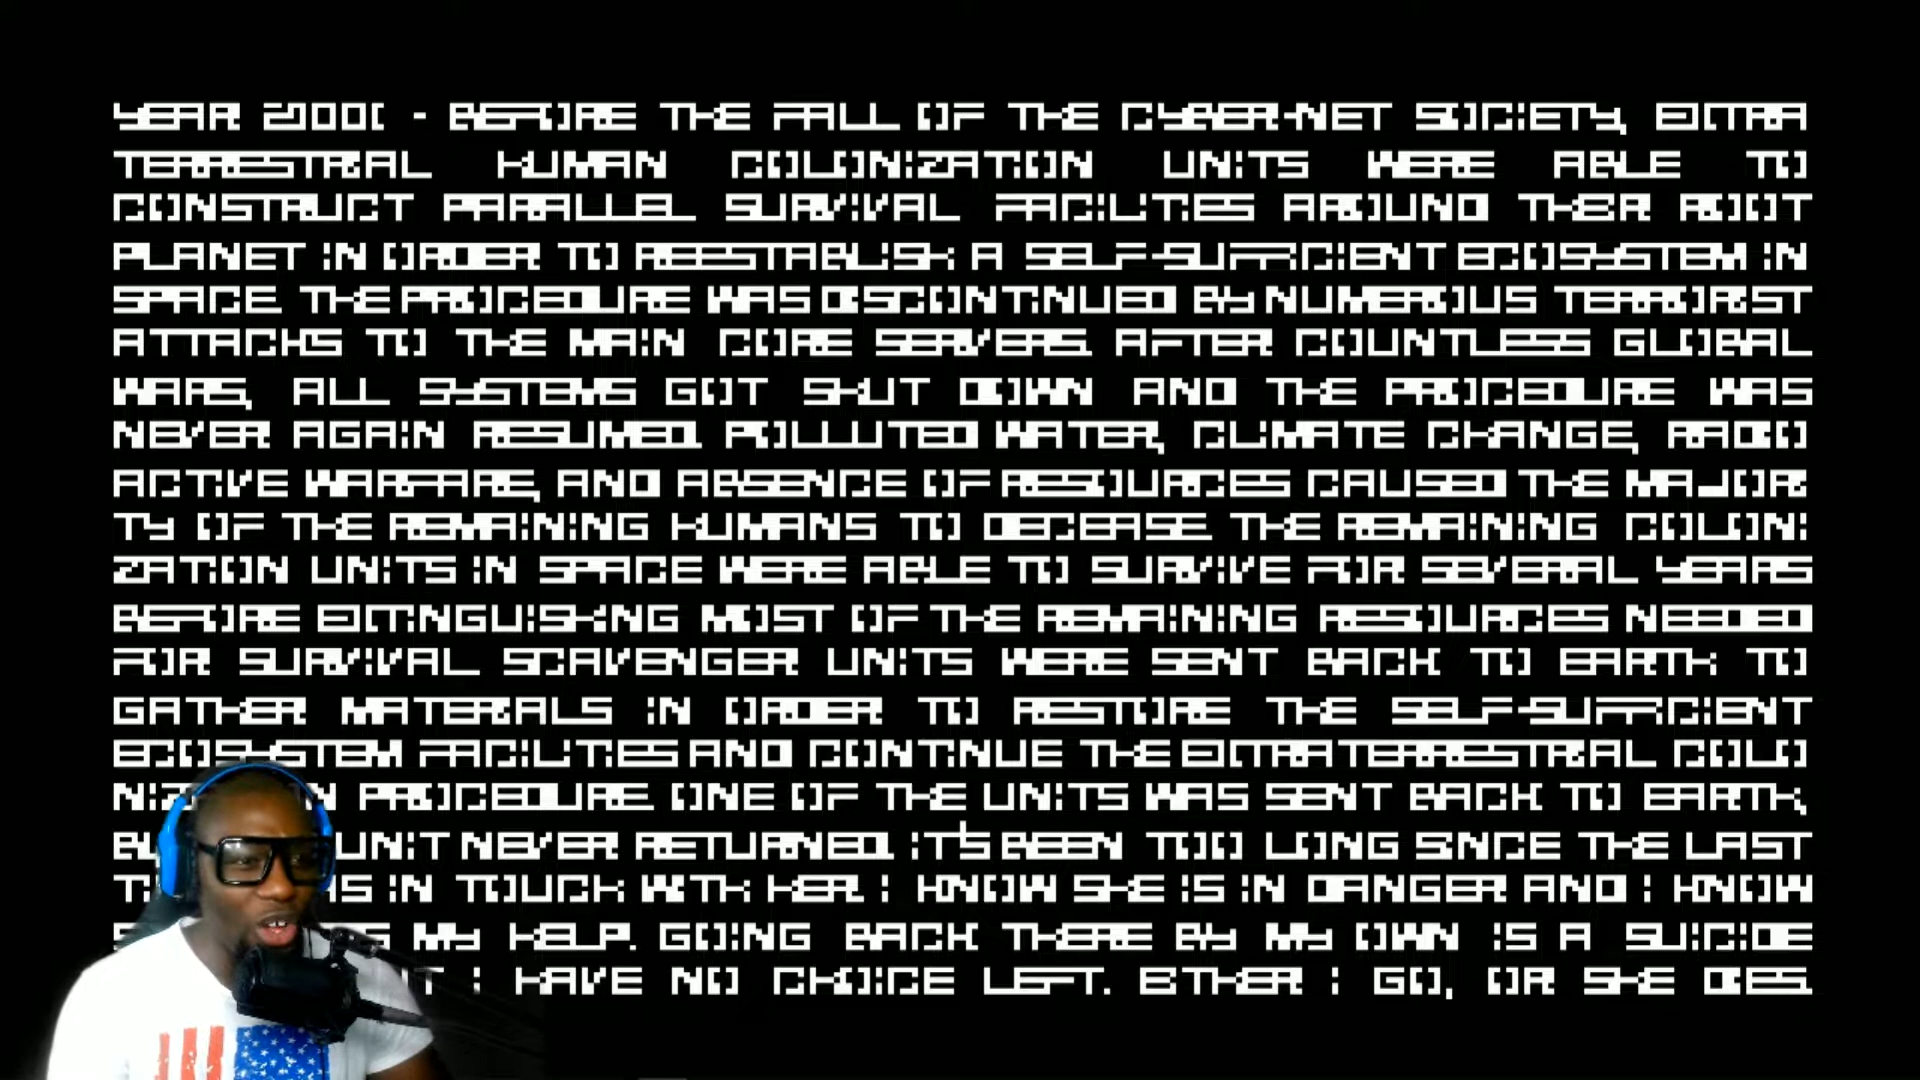 - BEFORE THE FALL OF THE CYBER-NET SOCIETY, EXTRA
TERRESTRIAL HUMAN COLONIZATION UNITS WERE ABLE TO
CONSTRUCT PARALLEL SURVIVAL FACILITIES AROUND THEIR ROOT
PLANET IN ORDER TO REESTABLISH A SELF-SUFFICIENT ECOSYSTEM IN
SPACE. THE PROCEDURE WAS DISCONTINUED BY NUMEROUS TERRORIST
ATTACKS TO THE MAIN CORE SERVERS. AFTER COUNTLESS GLOBAL
WARS, ALL SYSTEMS GOT SHUT DOWN AND THE PROCEDURE WAS
NEVER AGAIN RESUMED. POLLUTED WATER, CLIMATE CHANGE, RADIO
ACTIVE WARFARE, AND ABSENCE OF RESOURCES CAUSED THE MAJORI
TY OF THE REMAINING HUMANS TO DECEASE. THE REMAINING COLONI
ZATION UNITS IN SPACE WERE ABLE TO SURVIVE FOR SEVERAL YEARS
BEFORE EXTINGUISHING MOST OF THE REMAINING RESOURCES NEEDED
FOR SURVIVAL. SCAVENGER UNITS WERE SENT BACK TO EARTH TO
GATHER MATERIALS IN ORDER TO RESTORE THE SELF-SUFFICIENT
ECOSYSTEM FACILITIES AND CONTINUE THE EXTRATERRESTRIAL COLO
PROCEDURE. ONE OF THE UNITS WAS SENT BACK TO EARTH,
UNIT NEVER RETURNED. IT'S BEEN TOO LONG SINCE THE LAST
IN TOUCH WITH HER. I KNOW SHE IS IN DANGER AND I KNOW
MY HELP. GOING BACK THERE BY MY OWN IS A SUICIDE
I HAVE NO CHOICE LEFT. EITHER I GO, OR SHE DIES.